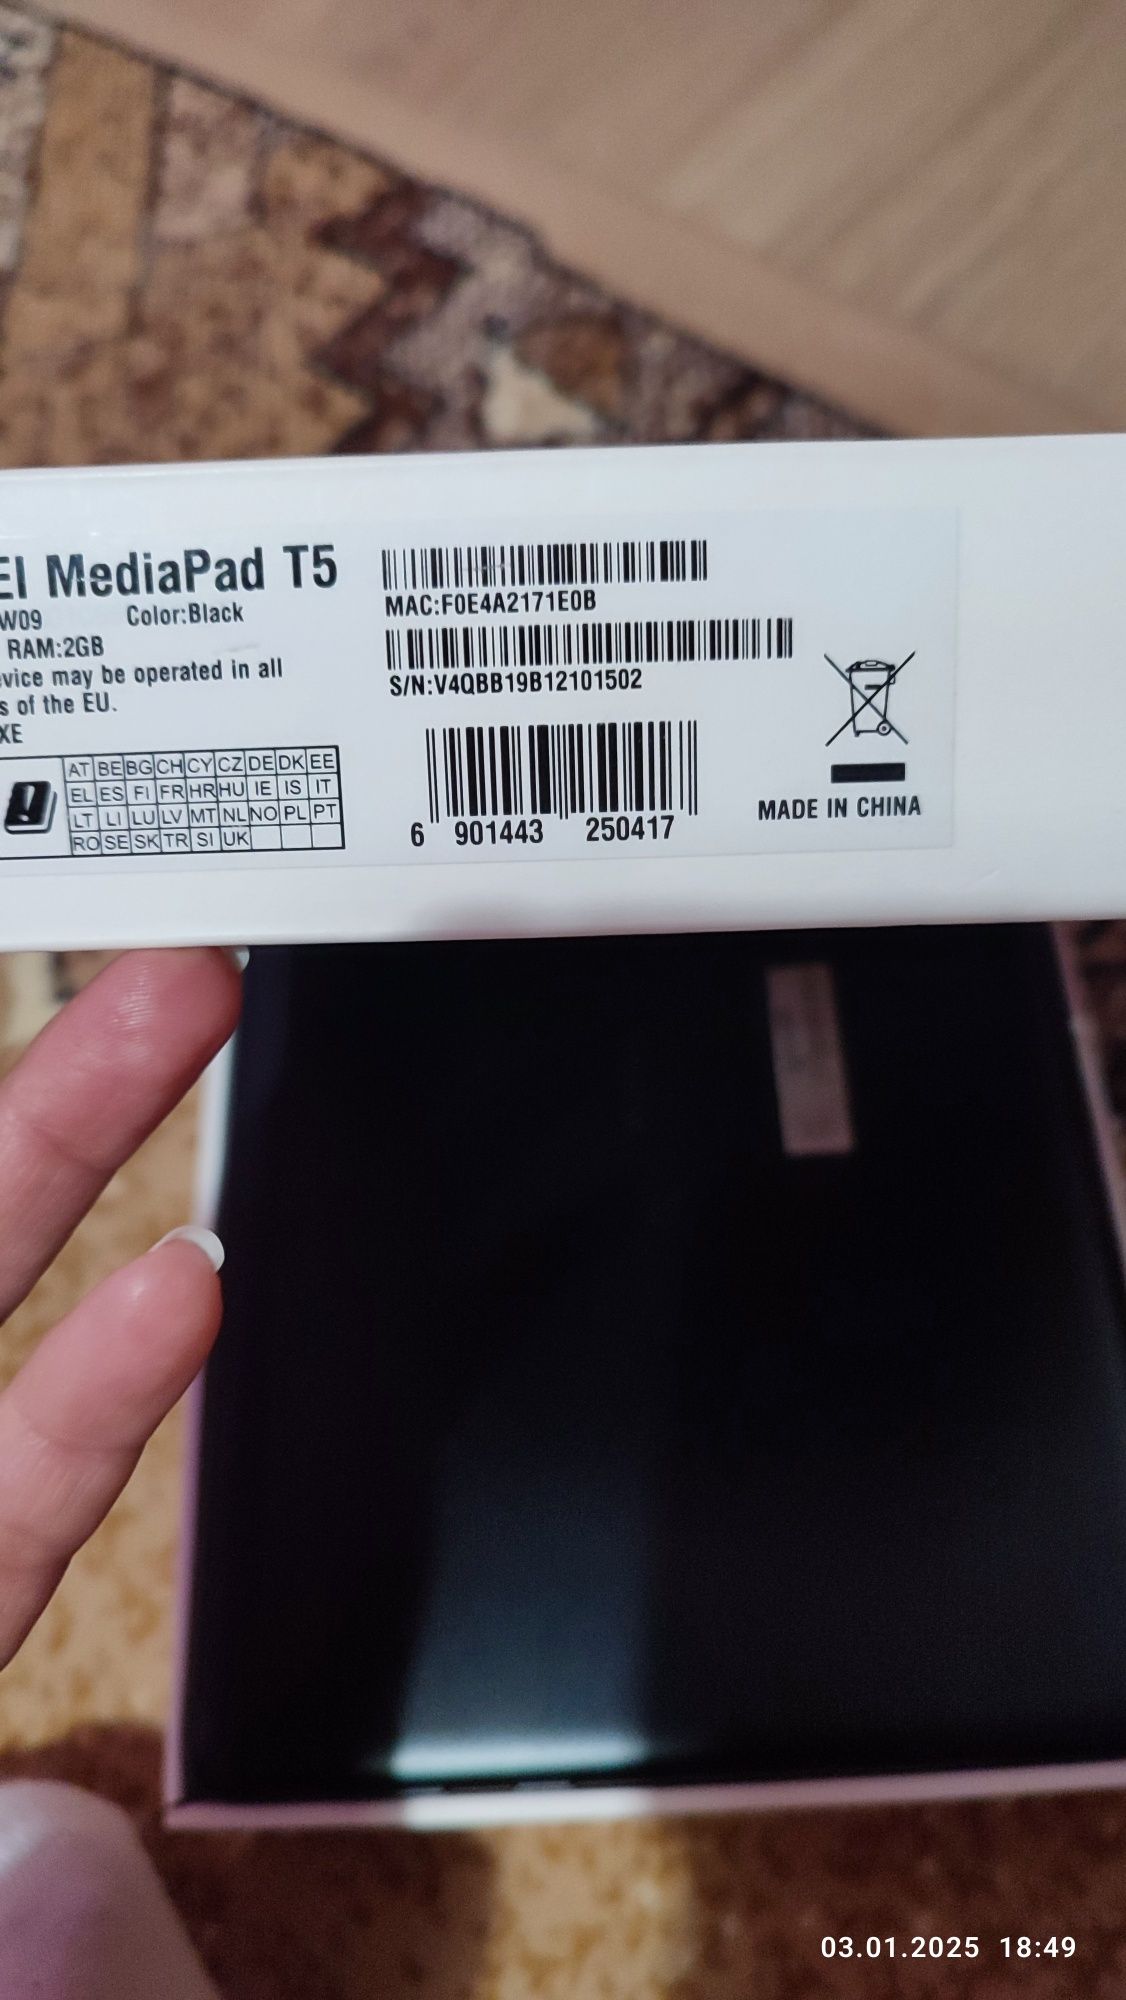 EI MediaPad T5
W09 Color:Black
RAM:2GB
evice may be operated in all
s of the EU.
XE
AT BE BG CH CY CZ DE DK EE
EL ES FI FR HR HU IE IS IT
LT LI LU LV MT NL NO PL PT
RO SE SK TR SI UK
MAC:F0E4A2171E0B
S/N:V4QBB19B12101502
6 901443 250417
MADE IN CHINA
03.01.2025 18:49